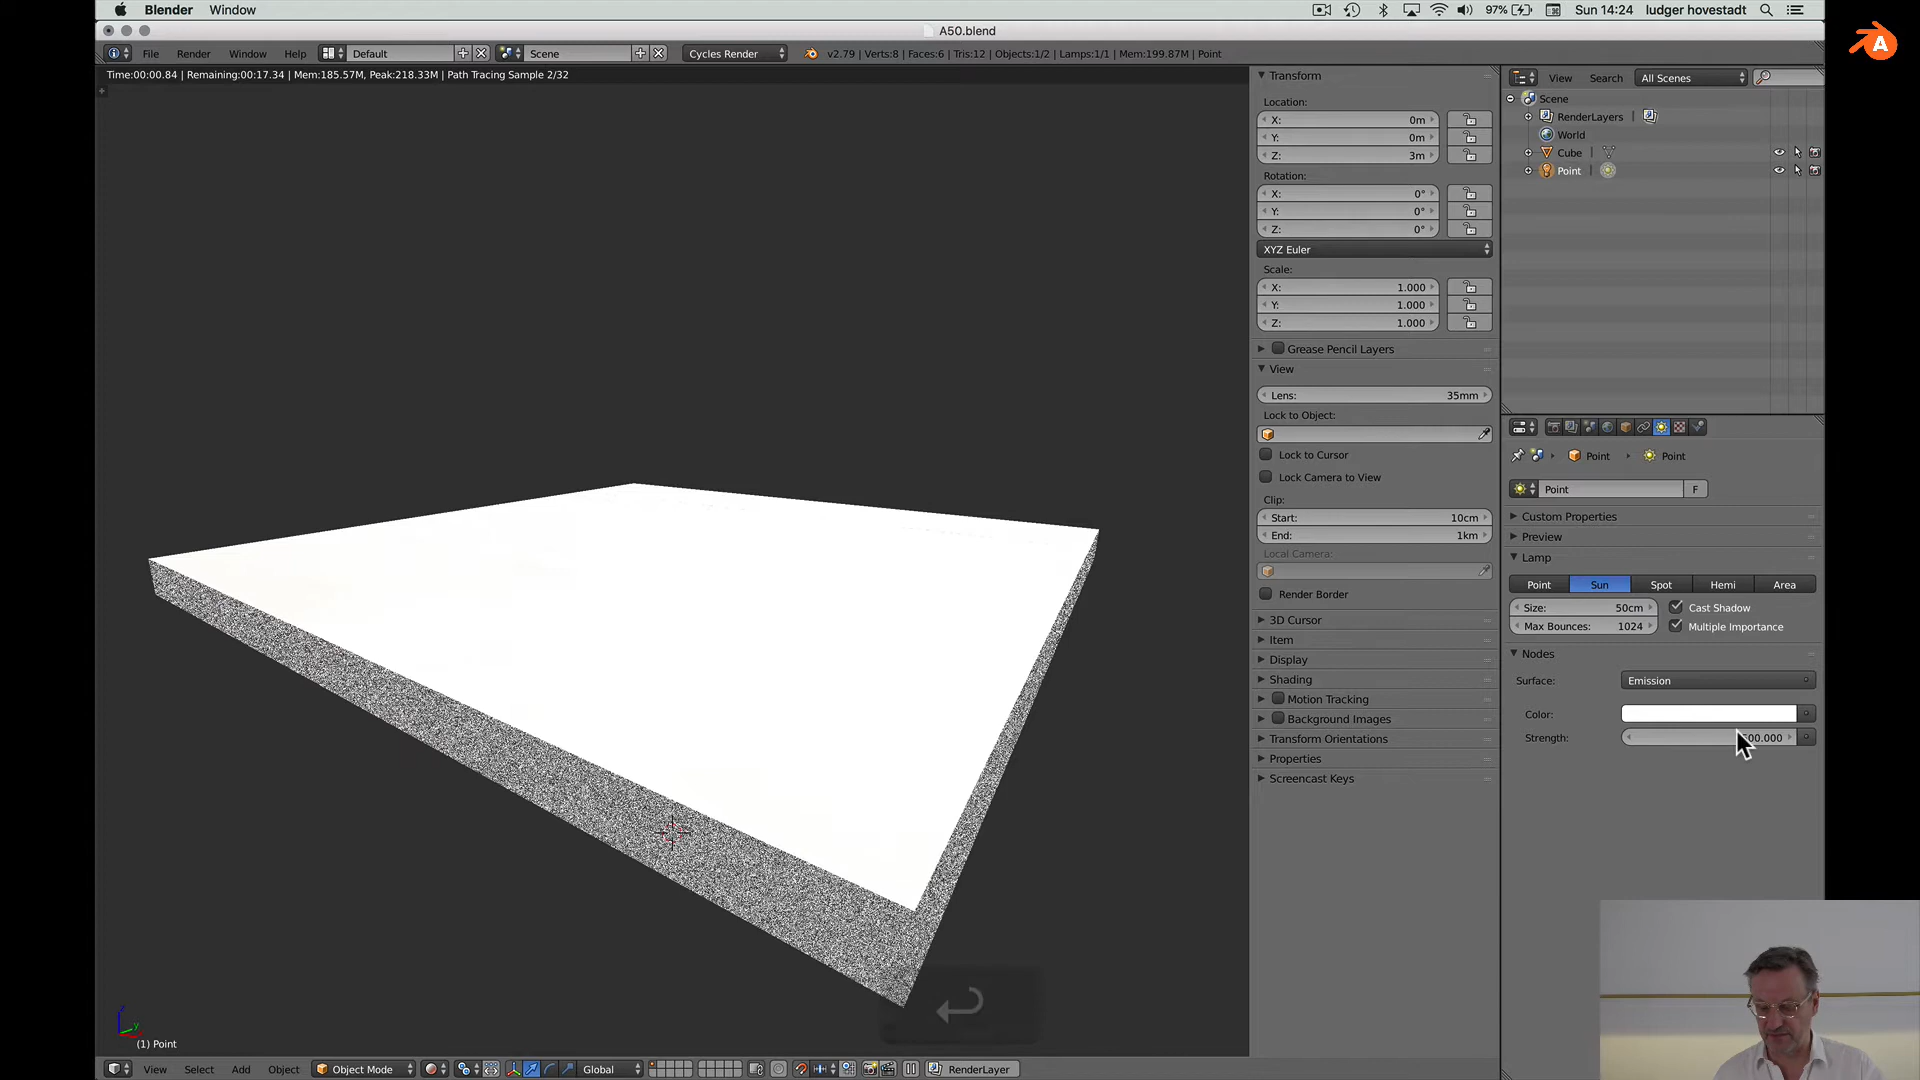 Blender Window 97% Sun 14:24 ludger hovestadt
A50.blend
File Render Window Help Default Scene Cycles Render v2.79 | Verts:8 | Faces:6 | Tris:12 | Objects:1/2 | Lamps:1/1 | Mem:199.87M | Point
Time:00:00.84 | Remaining:00:17.34 | Mem:185.57M, Peak:218.33M | Path Tracing Sample 2/32
Transform
Location:
X: 0m
Y: 0m
Z: 3m
Rotation:
X: 0°
Y: 0°
Z: 0°
XYZ Euler
Scale:
X: 1.000
Y: 1.000
Z: 1.000
Grease Pencil Layers
View
Lens: 35mm
Lock to Object:
Lock to Cursor
Lock Camera to View
Clip:
Start: 10cm
End: 1km
Local Camera:
Render Border
3D Cursor
Item
Display
Shading
Motion Tracking
Background Images
Transform Orientations
Properties
Screencast Keys
View Search All Scenes
Scene
RenderLayers |
World
Cube |
Point |
Point Point
Point F
Custom Properties
Preview
Lamp
Point Sun Spot Hemi Area
Size: 50cm Cast Shadow
Max Bounces: 1024 Multiple Importance
Nodes
Surface: Emission
Color:
Strength:
z
y
(1) Point
View Select Add Object Object Mode Global RenderLayer
A